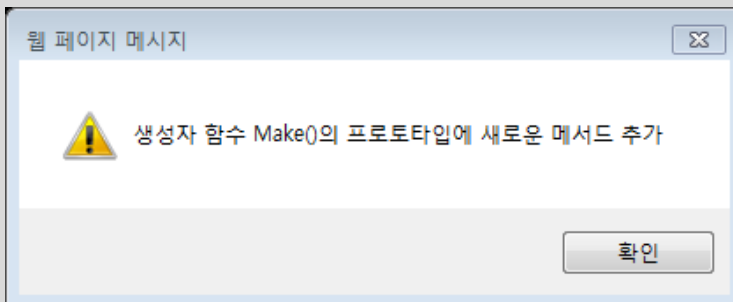 웹 페이지 메시지
생성자 함수 Make()의 프로토타입에 새로운 메서드 추가
확인